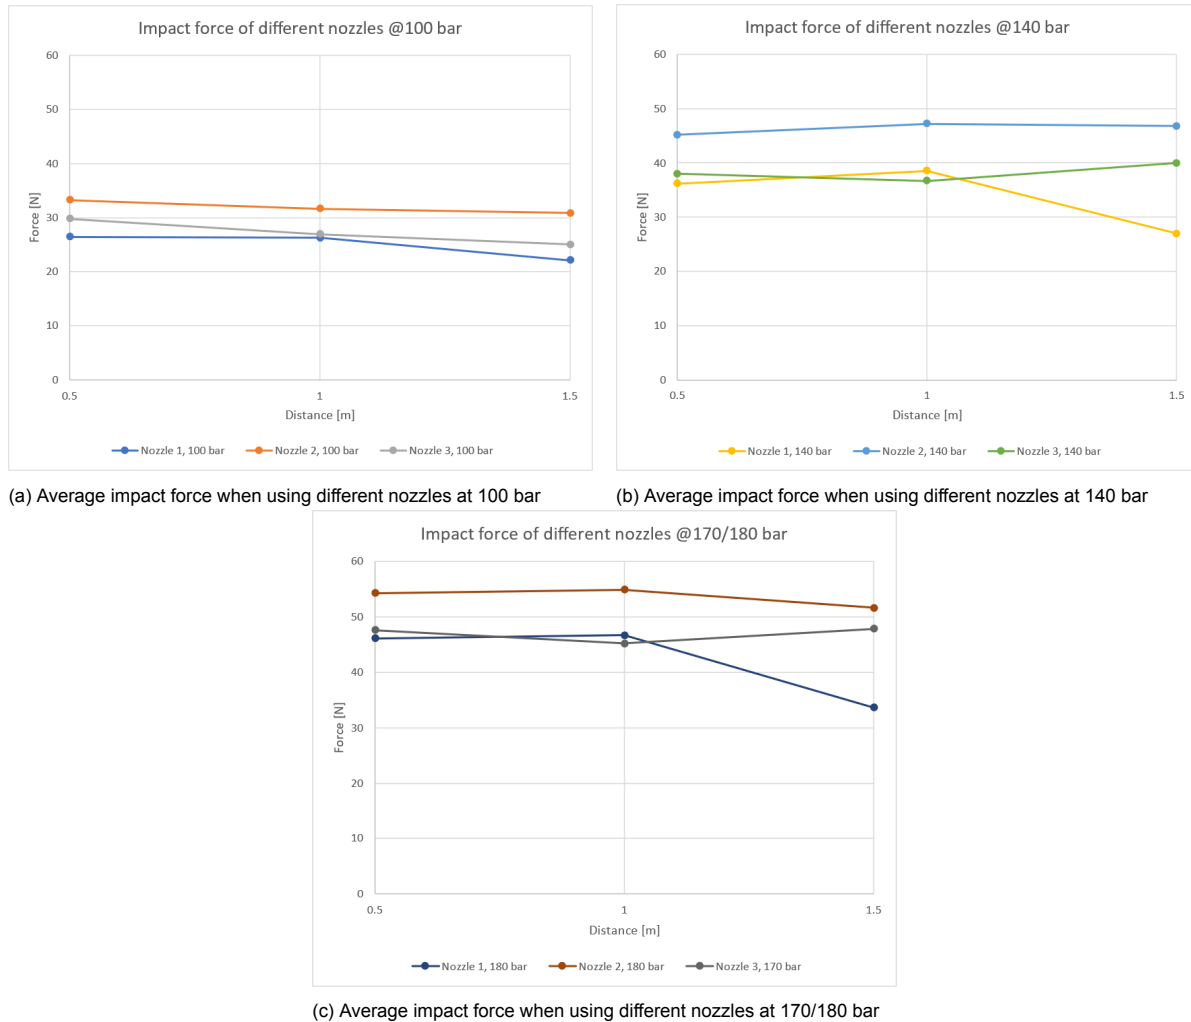 Impact force of different nozzles @100 bar
60
50
40
30
20
10
0
Force [N]
0.5 1 1.5
Distance [m]
Nozzle 1, 100 bar Nozzle 2, 100 bar Nozzle 3, 100 bar
(a) Average impact force when using different nozzles at 100 bar
Impact force of different nozzles @140 bar
60
50
40
30
20
10
0
Force [N]
0.5 1 1.5
Distance [m]
Nozzle 1, 140 bar Nozzle 2, 140 bar Nozzle 3, 140 bar
(b) Average impact force when using different nozzles at 140 bar
Impact force of different nozzles @170/180 bar
60
50
40
30
20
10
0
Force [N]
0.5 1 1.5
Distance [m]
Nozzle 1, 180 bar Nozzle 2, 180 bar Nozzle 3, 170 bar
(c) Average impact force when using different nozzles at 170/180 bar